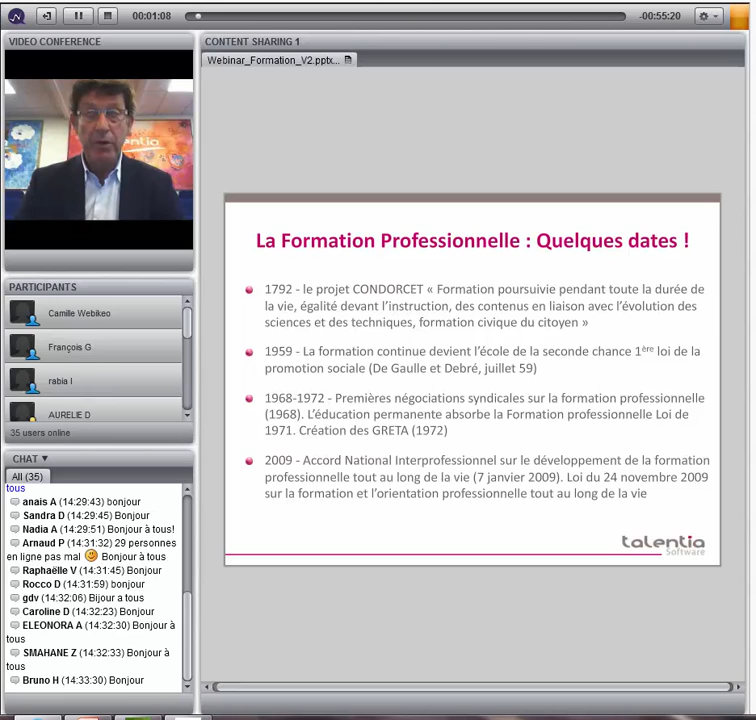 00:01:08
-00:55:20
VIDEO CONFERENCE
talentia
PARTICIPANTS
Camille Webikeo
François G
rabia I
AURELIE D
35 users online
CHAT
All (35)
tous
anais A (14:29:43) bonjour
Sandra D (14:29:45) Bonjour
Nadia A (14:29:51) Bonjour à tous!
Arnaud P (14:31:32) 29 personnes
en ligne pas mal Bonjour à tous
Raphaëlle V (14:31:45) Bonjour
Rocco D (14:31:59) bonjour
gdv (14:32:06) Bijour a tous
Caroline D (14:32:23) Bonjour
ELEONORA A (14:32:30) Bonjour à
tous
SMAHANE Z (14:32:33) Bonjour à
tous
Bruno H (14:33:30) Bonjour
CONTENT SHARING 1
Webinar_Formation_V2.pptx...
La Formation Professionnelle : Quelques dates !
1792 - le projet CONDORCET « Formation poursuivie pendant toute la durée de
la vie, égalité devant l’instruction, des contenus en liaison avec l’évolution des
sciences et des techniques, formation civique du citoyen »
1959 - La formation continue devient l’école de la seconde chance 1ère loi de la
promotion sociale (De Gaulle et Debré, juillet 59)
1968-1972 - Premières négociations syndicales sur la formation professionnelle
(1968). L’éducation permanente absorbe la Formation professionnelle Loi de
1971. Création des GRETA (1972)
2009 - Accord National Interprofessionnel sur le développement de la formation
professionnelle tout au long de la vie (7 janvier 2009). Loi du 24 novembre 2009
sur la formation et l’orientation professionnelle tout au long de la vie
talentia
Software